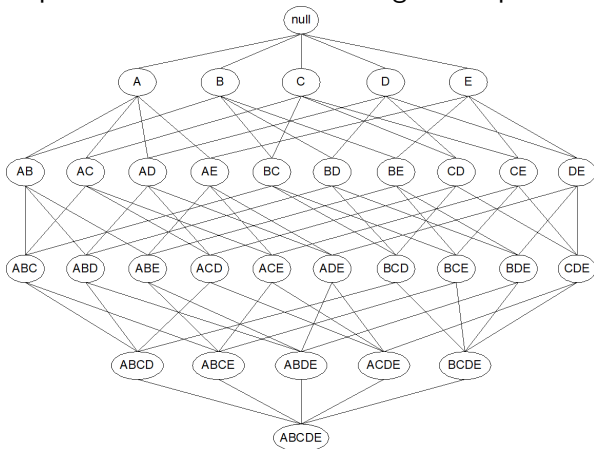 null
A B C D E
AB AC AD AE BC BD BE CD CE DE
ABC ABD ABE ACD ACE ADE BCD BCE BDE CDE
ABCD ABCE ABDE ACDE BCDE
ABCDE